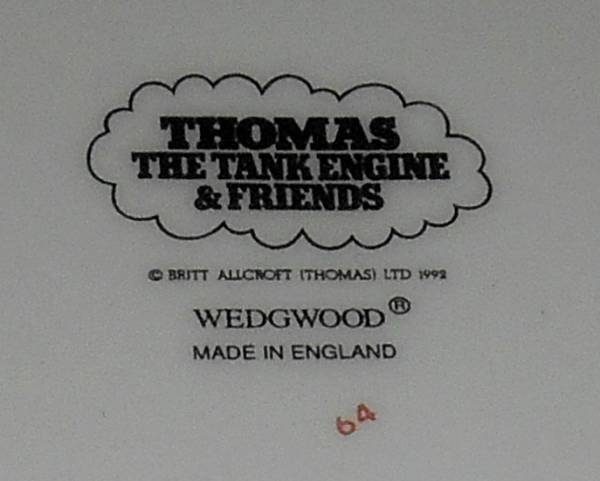 THOMAS
THE TANK ENGINE
& FRIENDS
© BRITT ALLCROFT (THOMAS) LTD 1992
WEDGWOOD®
MADE IN ENGLAND
64